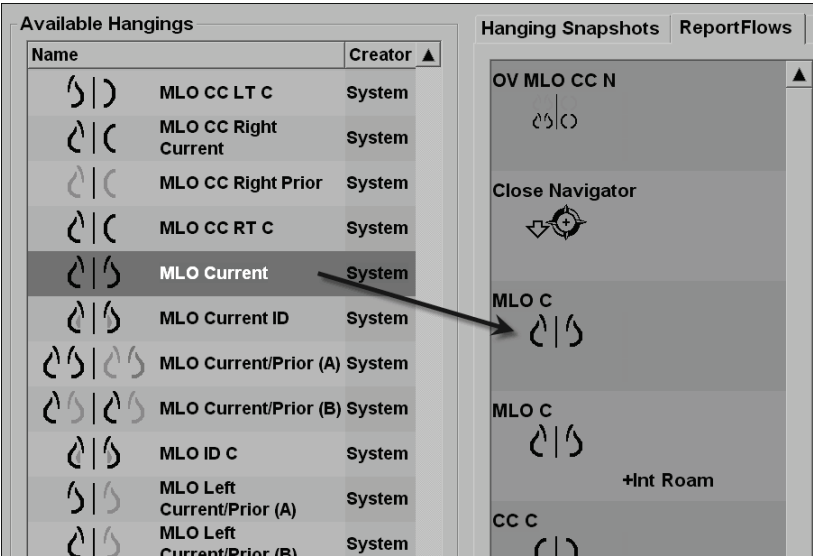 Available Hangings
Name Creator
MLO CC LT C System
MLO CC Right
Current System
MLO CC Right Prior System
MLO CC RT C System
MLO Current System
MLO Current ID System
MLO Current/Prior (A) System
MLO Current/Prior (B) System
MLO ID C System
MLO Left
Current/Prior (A) System
MLO Left
Current/Prior (B) System
Hanging Snapshots ReportFlows
OV MLO CC N
Close Navigator
MLO C
MLO C
+Int Roam
CC C